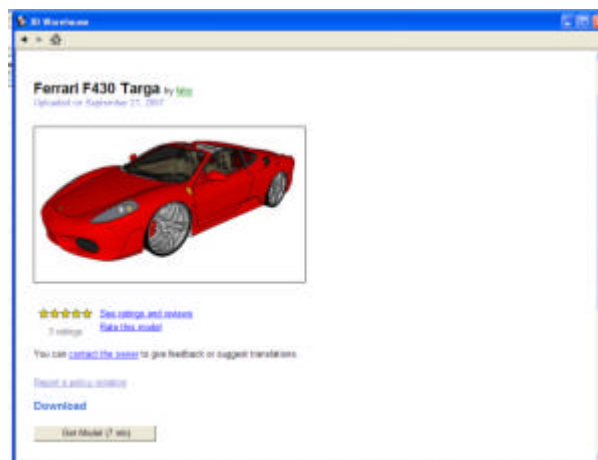 3D Warehouse
Ferrari F430 Targa by
Uploaded on September 21, 2007
See ratings and reviews
3 ratings
Rate this model
You can contact the owner to give feedback or suggest translations.
Report a policy violation
Download
Get Model (7 mb)